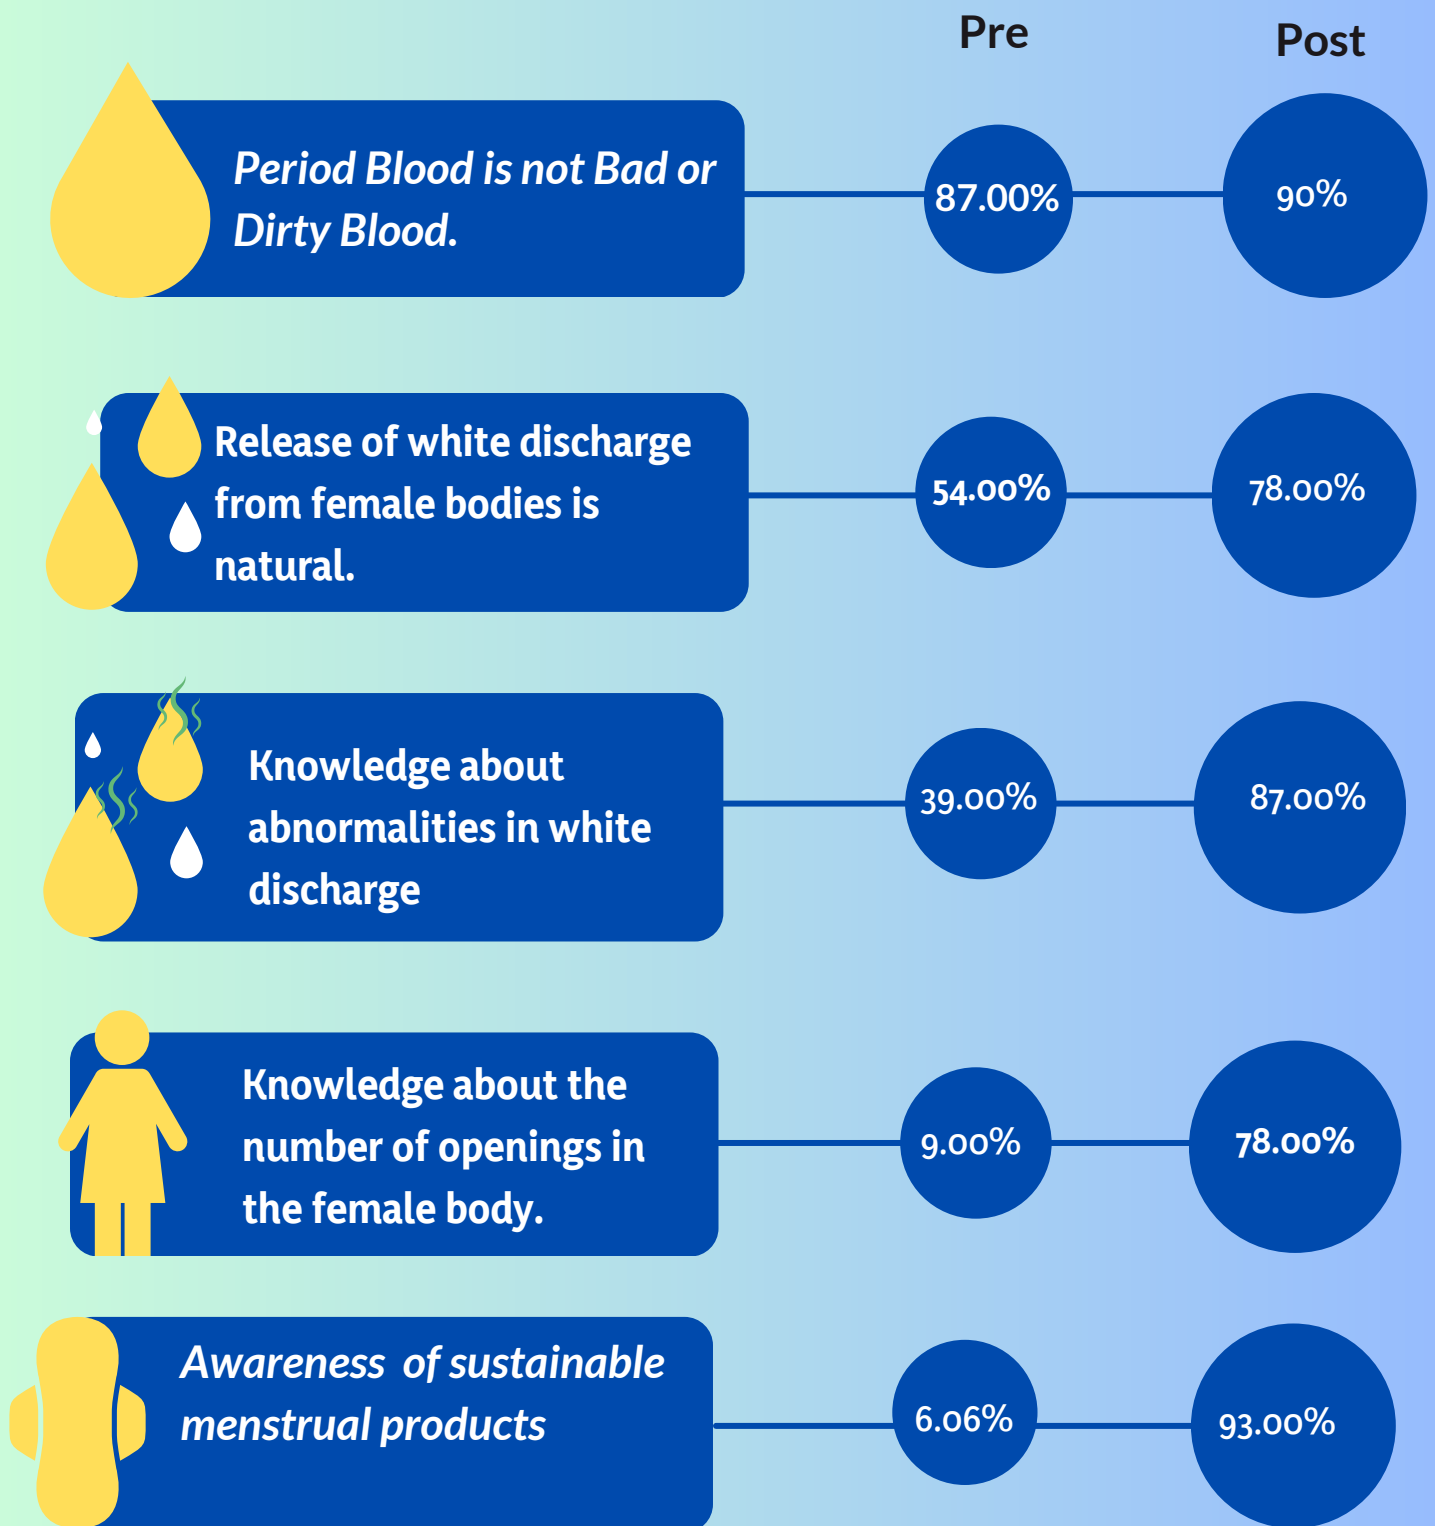 Pre
Post
Period Blood is not Bad or
Dirty Blood.
87.00%
90%
Release of white discharge
from female bodies is
natural.
54.00%
78.00%
Knowledge about
abnormalities in white
discharge
39.00%
87.00%
Knowledge about the
number of openings in
the female body.
9.00%
78.00%
Awareness of sustainable
menstrual products
6.06%
93.00%